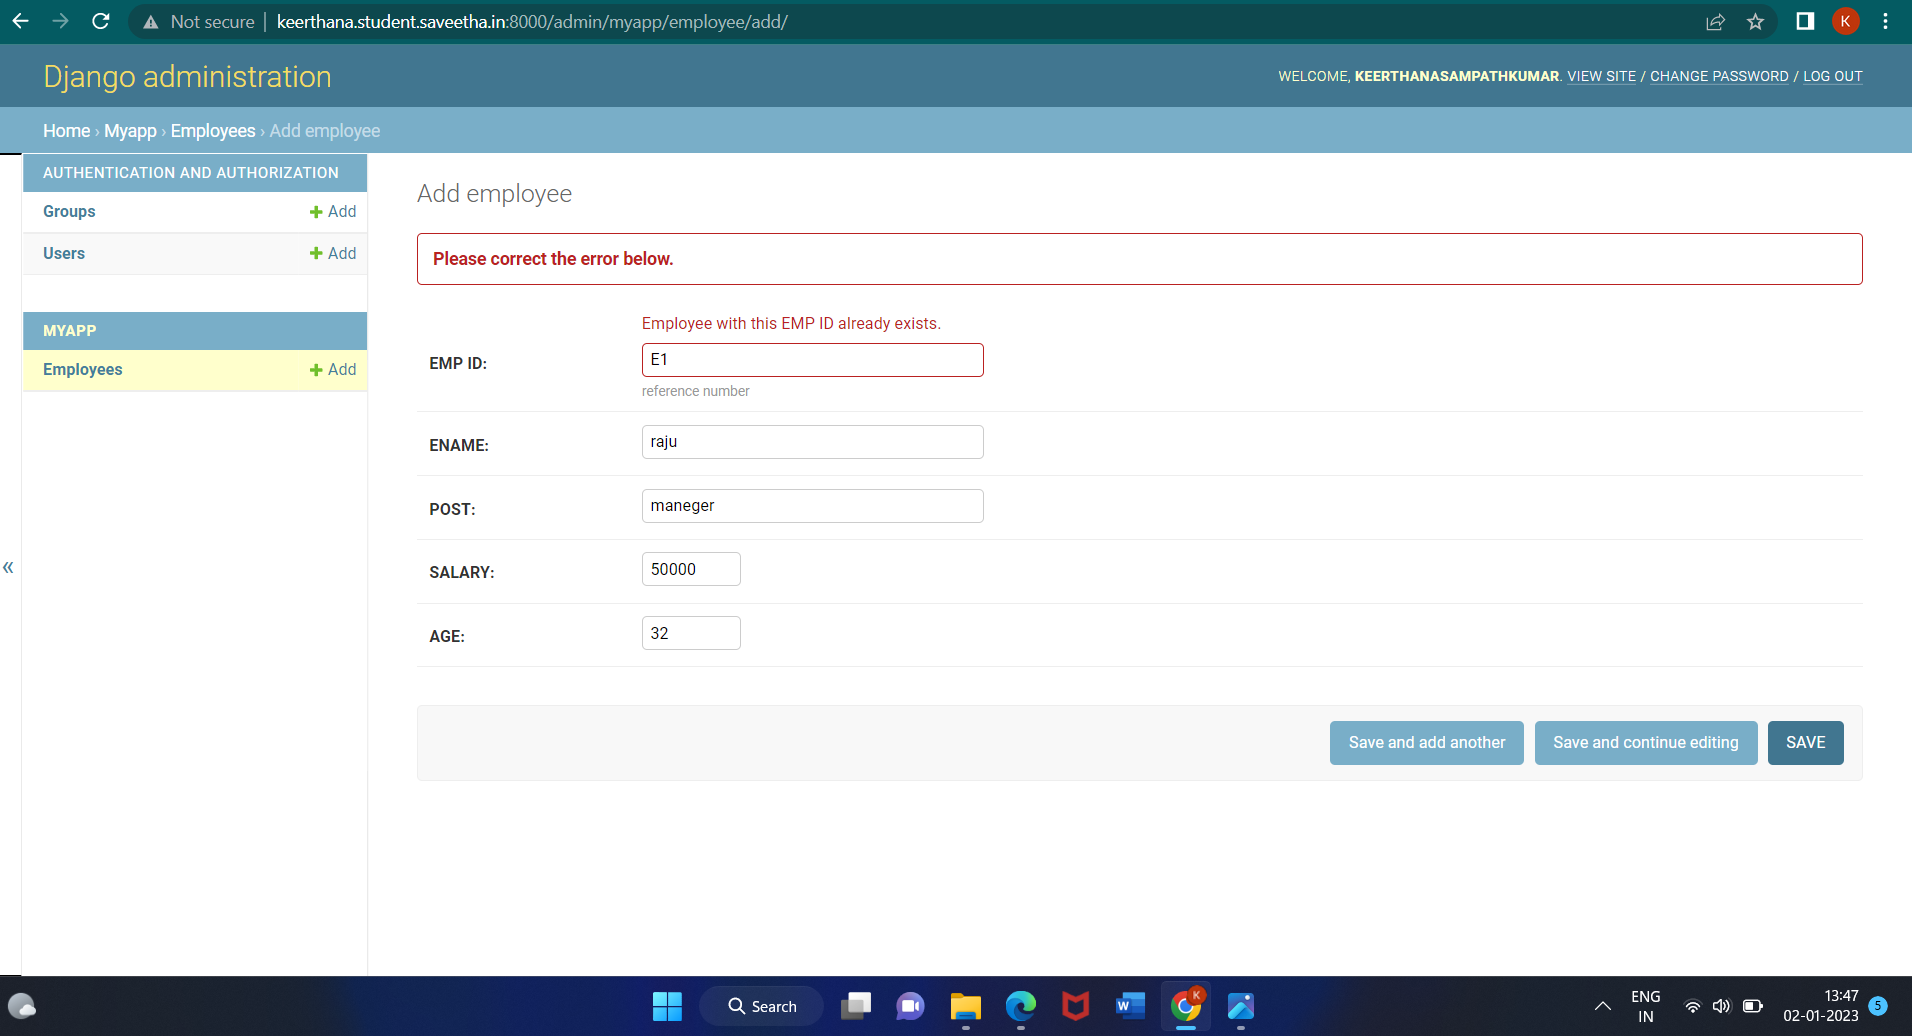 Not secure | keerthana.student.saveetha.in:8000/admin/myapp/employee/add/
K
Django administration
WELCOME, KEERTHANASAMPATHKUMAR. VIEW SITE / CHANGE PASSWORD / LOG OUT
Home › Myapp › Employees › Add employee
AUTHENTICATION AND AUTHORIZATION
Groups + Add
Users + Add
MYAPP
Employees + Add
«
Add employee
Please correct the error below.
Employee with this EMP ID already exists.
EMP ID: E1
reference number
ENAME: raju
POST: maneger
SALARY: 50000
AGE: 32
Save and add another Save and continue editing SAVE
Search
W
K
ENG
IN
13:47
02-01-2023
5